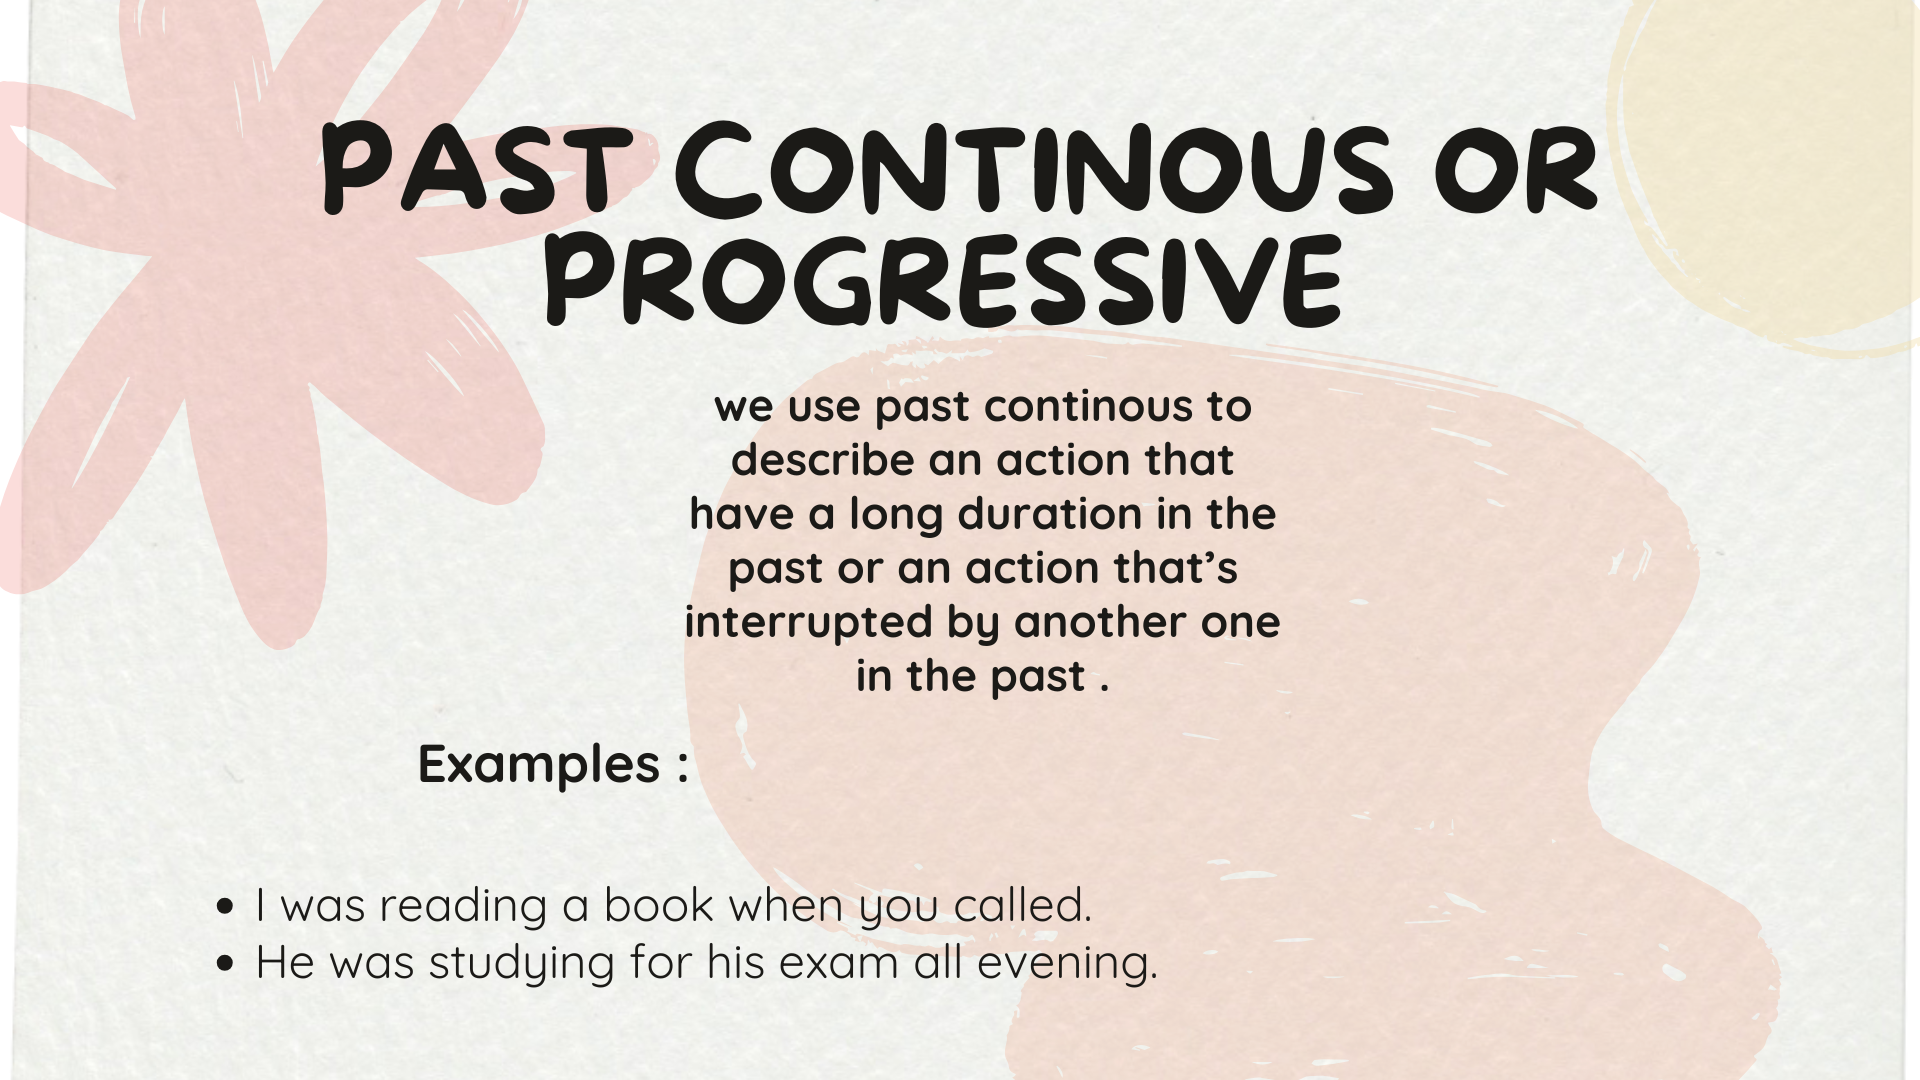 PAST CONTINOUS OR
PROGRESSIVE
we use past continous to
describe an action that
have a long duration in the
past or an action that’s
interrupted by another one
in the past .
Examples :
• I was reading a book when you called.
• He was studying for his exam all evening.